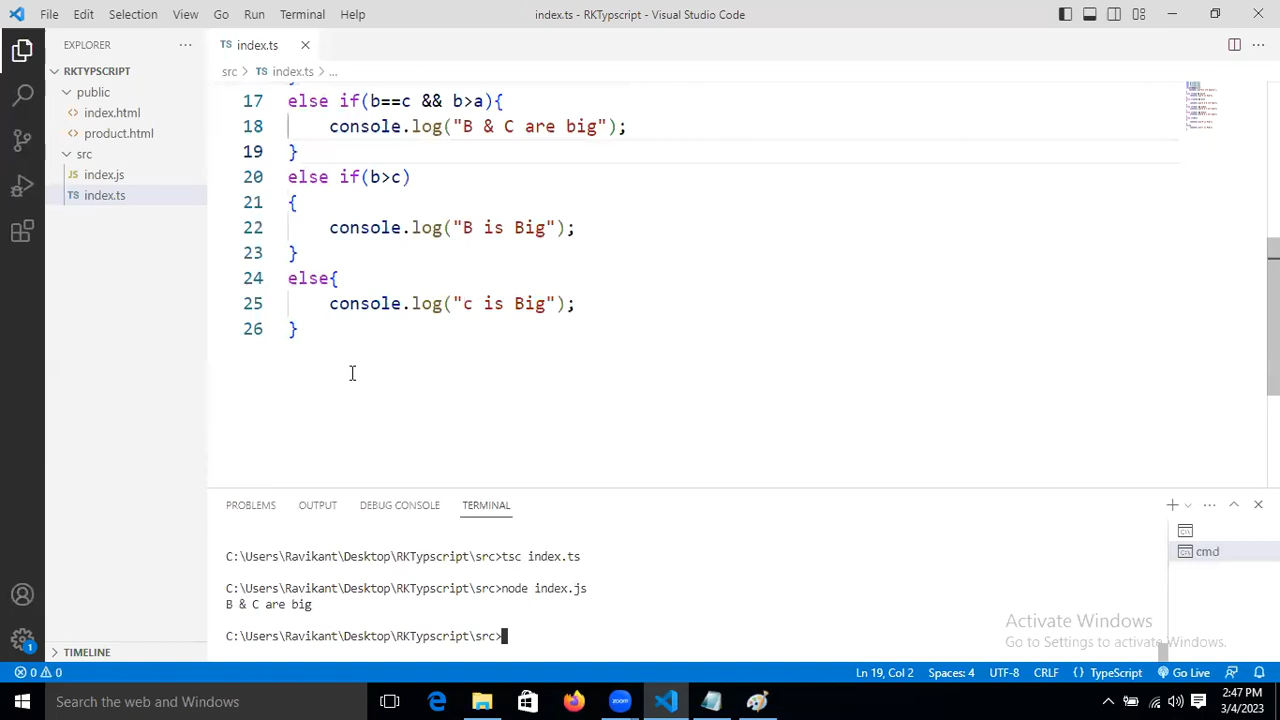 File Edit Selection View Go Run Terminal Help index.ts - RKTypscript - Visual Studio Code
EXPLORER
TS index.ts
RKTYPSCRIPT
src > TS index.ts > ...
public
index.html
product.html
src
JS index.js
TS index.ts
17 else if(b==c && b>a){
18 console.log("B & C are big");
19 }
20 else if(b>c)
21 {
22 console.log("B is Big");
23 }
24 else{
25 console.log("c is Big");
26 }
PROBLEMS OUTPUT DEBUG CONSOLE TERMINAL
C:\Users\Ravikant\Desktop\RKTypscript\src>tsc index.ts
C:\Users\Ravikant\Desktop\RKTypscript\src>node index.js
B & C are big
C:\Users\Ravikant\Desktop\RKTypscript\src>
cmd
Activate Windows
Go to Settings to activate Windows.
TIMELINE
1
0 0 Ln 19, Col 2 Spaces: 4 UTF-8 CRLF {} TypeScript Go Live
Search the web and Windows
zoom
2:47 PM
3/4/2023